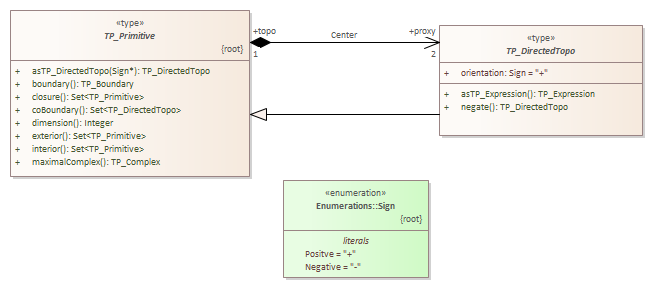 «type»
TP_Primitive
{root}
+ asTP_DirectedTopo(Sign*): TP_DirectedTopo
+ boundary(): TP_Boundary
+ closure(): Set<TP_Primitive>
+ coBoundary(): Set<TP_DirectedTopo>
+ dimension(): Integer
+ exterior(): Set<TP_Primitive>
+ interior(): Set<TP_Primitive>
+ maximalComplex(): TP_Complex
+topo
1
Center
+proxy
2
«type»
TP_DirectedTopo
+ orientation: Sign = "+"
+ asTP_Expression(): TP_Expression
+ negate(): TP_DirectedTopo
«enumeration»
Enumerations::Sign
{root}
literals
Positve = "+"
Negative = "-"